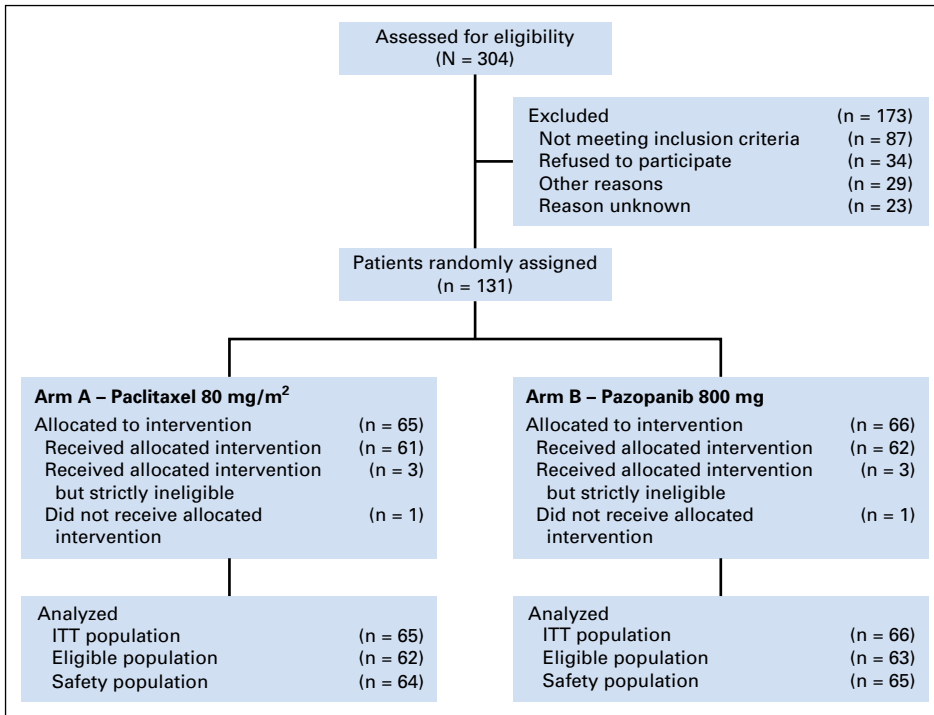 Assessed for eligibility
(N = 304)
Excluded (n = 173)
Not meeting inclusion criteria (n = 87)
Refused to participate (n = 34)
Other reasons (n = 29)
Reason unknown (n = 23)
Patients randomly assigned
(n = 131)
Arm A – Paclitaxel 80 mg/m²
Allocated to intervention (n = 65)
Received allocated intervention (n = 61)
Received allocated intervention (n = 3)
but strictly ineligible
Did not receive allocated (n = 1)
intervention
Arm B – Pazopanib 800 mg
Allocated to intervention (n = 66)
Received allocated intervention (n = 62)
Received allocated intervention (n = 3)
but strictly ineligible
Did not receive allocated (n = 1)
intervention
Analyzed
ITT population (n = 65)
Eligible population (n = 62)
Safety population (n = 64)
Analyzed
ITT population (n = 66)
Eligible population (n = 63)
Safety population (n = 65)